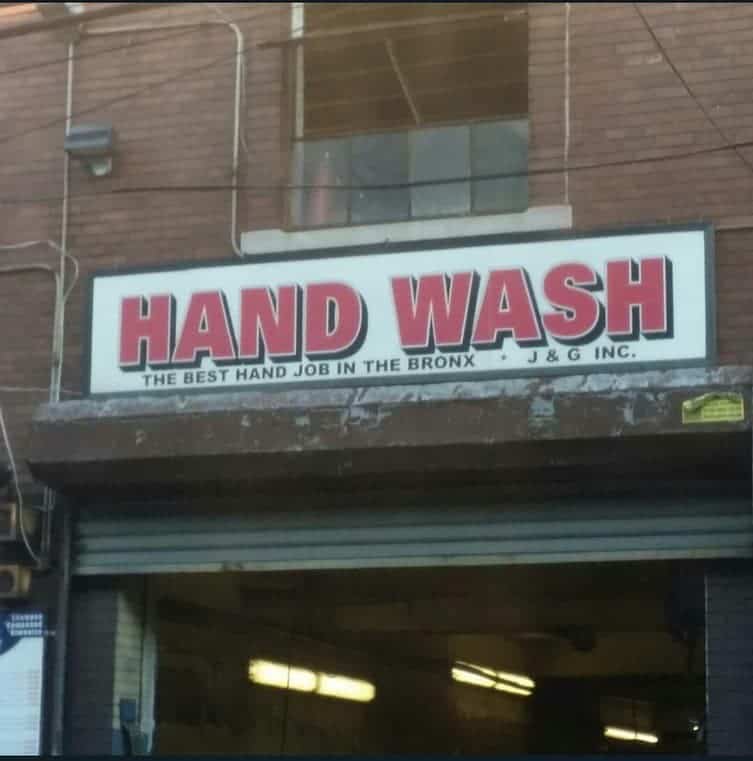 HAND WASH
THE BEST HAND JOB IN THE BRONX • J & G INC.